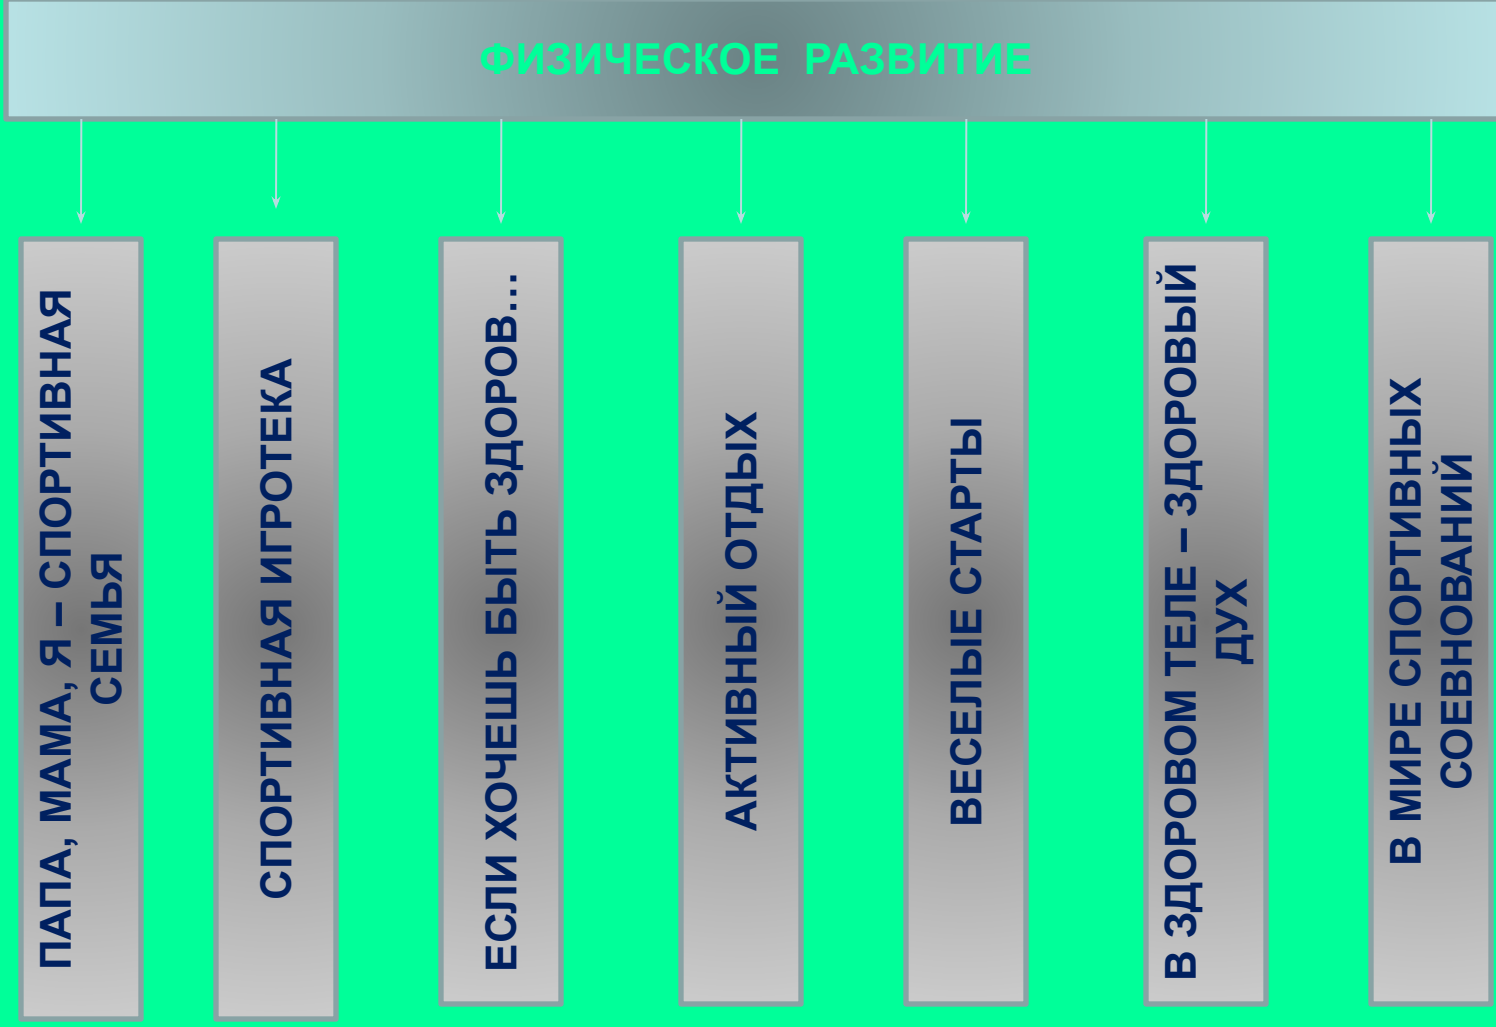 ФИЗИЧЕСКОЕ РАЗВИТИЕ
ПАПА, МАМА, Я – СПОРТИВНАЯ
СЕМЬЯ
СПОРТИВНАЯ ИГРОТЕКА
ЕСЛИ ХОЧЕШЬ БЫТЬ ЗДОРОВ…
АКТИВНЫЙ ОТДЫХ
ВЕСЕЛЫЕ СТАРТЫ
В ЗДОРОВОМ ТЕЛЕ – ЗДОРОВЫЙ
ДУХ
В МИРЕ СПОРТИВНЫХ
СОЕВНОВАНИЙ